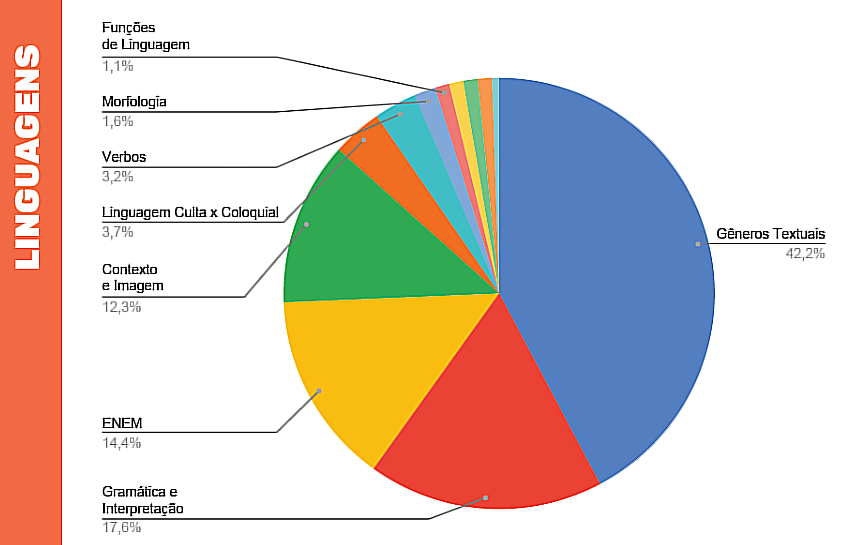 LINGUAGENS
Funções
de Linguagem
1,1%
Morfologia
1,6%
Verbos
3,2%
Linguagem Culta x Coloquial
3,7%
Contexto
e Imagem
12,3%
ENEM
14,4%
Gramática e
Interpretação
17,6%
Gêneros Textuais
42,2%